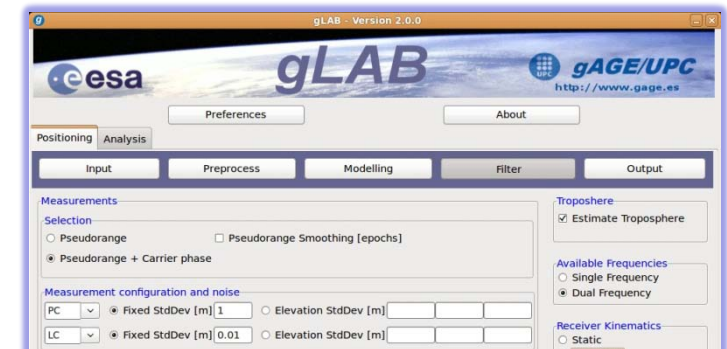 gLAB - Version 2.0.0
esa
gLAB
UPC
gAGE/UPC
http://www.gage.es
Preferences
About
Positioning
Analysis
Input
Preprocess
Modelling
Filter
Output
Measurements
Selection
Pseudorange
Pseudorange Smoothing [epochs]
Pseudorange + Carrier phase
Measurement configuration and noise
PC Fixed StdDev [m] 1 Elevation StdDev [m]
LC Fixed StdDev [m] 0.01 Elevation StdDev [m]
Troposhere
Estimate Troposphere
Available Frequencies
Single Frequency
Dual Frequency
Receiver Kinematics
Static